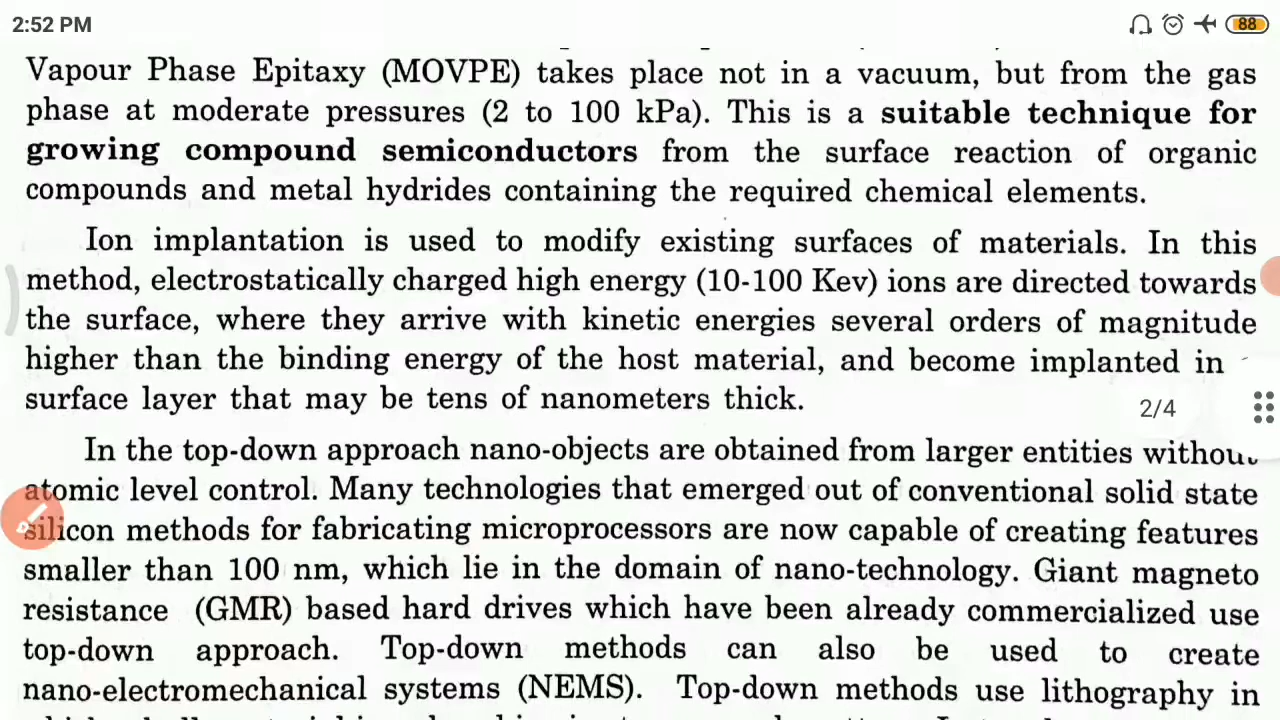 2:52 PM
88
Vapour Phase Epitaxy (MOVPE) takes place not in a vacuum, but from the gas
phase at moderate pressures (2 to 100 kPa). This is a suitable technique for
growing compound semiconductors from the surface reaction of organic
compounds and metal hydrides containing the required chemical elements.
Ion implantation is used to modify existing surfaces of materials. In this
method, electrostatically charged high energy (10-100 Kev) ions are directed towards
the surface, where they arrive with kinetic energies several orders of magnitude
higher than the binding energy of the host material, and become implanted in
surface layer that may be tens of nanometers thick.
2/4
In the top-down approach nano-objects are obtained from larger entities without
atomic level control. Many technologies that emerged out of conventional solid state
silicon methods for fabricating microprocessors are now capable of creating features
smaller than 100 nm, which lie in the domain of nano-technology. Giant magneto
resistance (GMR) based hard drives which have been already commercialized use
top-down approach. Top-down methods can also be used to create
nano-electromechanical systems (NEMS). Top-down methods use lithography in